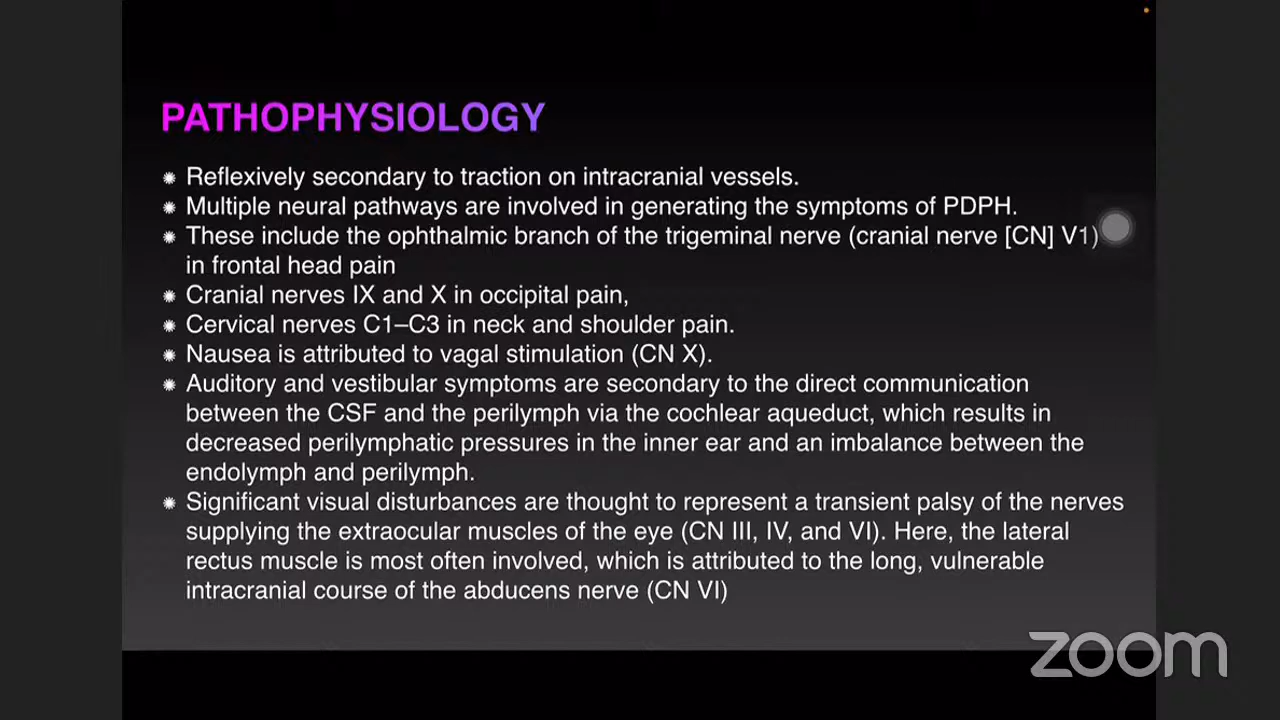 PATHOPHYSIOLOGY
Reflexively secondary to traction on intracranial vessels.
Multiple neural pathways are involved in generating the symptoms of PDPH.
These include the ophthalmic branch of the trigeminal nerve (cranial nerve [CN] V1)
in frontal head pain
Cranial nerves IX and X in occipital pain,
Cervical nerves C1–C3 in neck and shoulder pain.
Nausea is attributed to vagal stimulation (CN X).
Auditory and vestibular symptoms are secondary to the direct communication
between the CSF and the perilymph via the cochlear aqueduct, which results in
decreased perilymphatic pressures in the inner ear and an imbalance between the
endolymph and perilymph.
Significant visual disturbances are thought to represent a transient palsy of the nerves
supplying the extraocular muscles of the eye (CN III, IV, and VI). Here, the lateral
rectus muscle is most often involved, which is attributed to the long, vulnerable
intracranial course of the abducens nerve (CN VI)
zoom